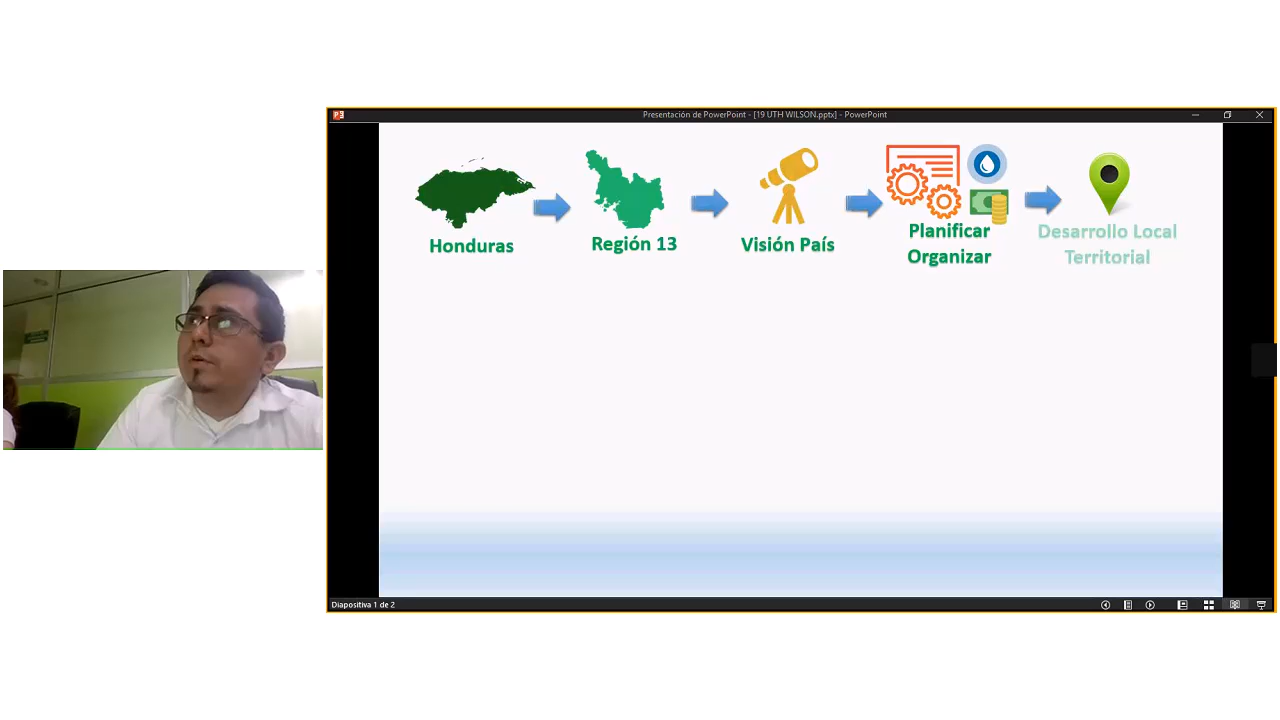 Presentación de PowerPoint - [19 UTH WILSON.pptx] - PowerPoint
Honduras
Región 13
Visión País
Planificar
Organizar
Desarrollo Local
Territorial
Diapositiva 1 de 2